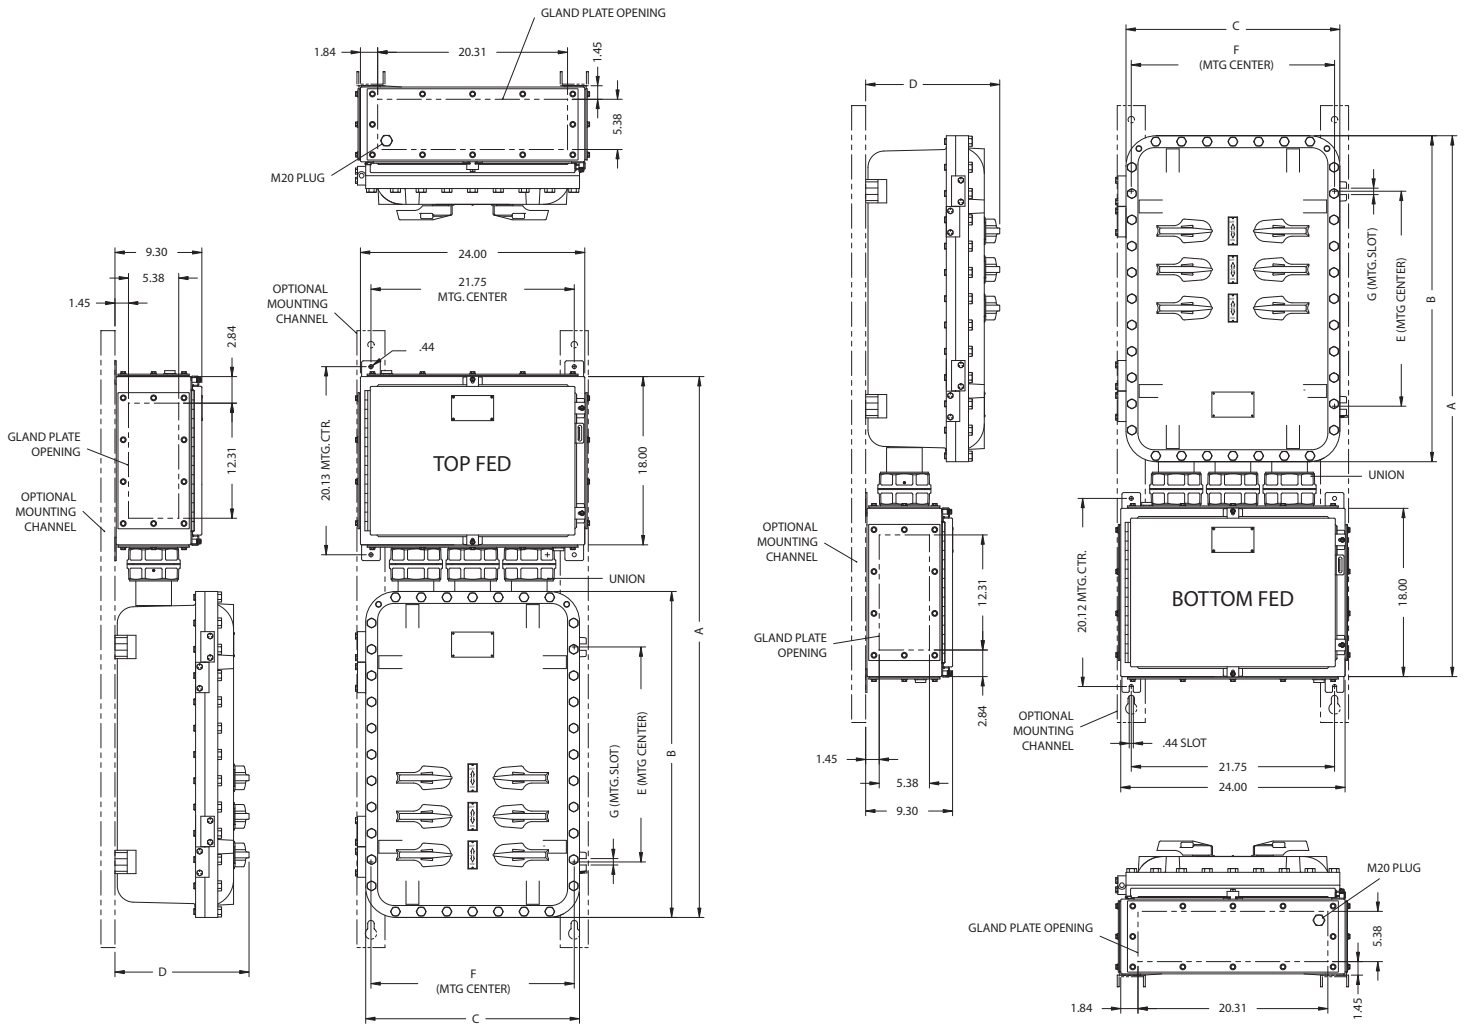 GLAND PLATE OPENING
1.84
20.31
1.45
5.38
M20 PLUG
9.30
5.38
1.45
2.84
GLAND PLATE
OPENING
12.31
OPTIONAL
MOUNTING
CHANNEL
D
24.00
21.75
MTG. CENTER
OPTIONAL
MOUNTING
CHANNEL
.44
20.13 MTG.CTR.
TOP FED
18.00
UNION
A
B
E (MTG CENTER)
G (MTG. SLOT)
F
(MTG CENTER)
C
C
F
(MTG CENTER)
D
G (MTG. SLOT)
E (MTG CENTER)
B
A
UNION
OPTIONAL
MOUNTING
CHANNEL
12.31
GLAND PLATE
OPENING
2.84
1.45
5.38
9.30
20.12 MTG.CTR.
BOTTOM FED
18.00
OPTIONAL
MOUNTING
CHANNEL
.44 SLOT
21.75
24.00
M20 PLUG
GLAND PLATE OPENING
5.38
1.84
20.31
1.45